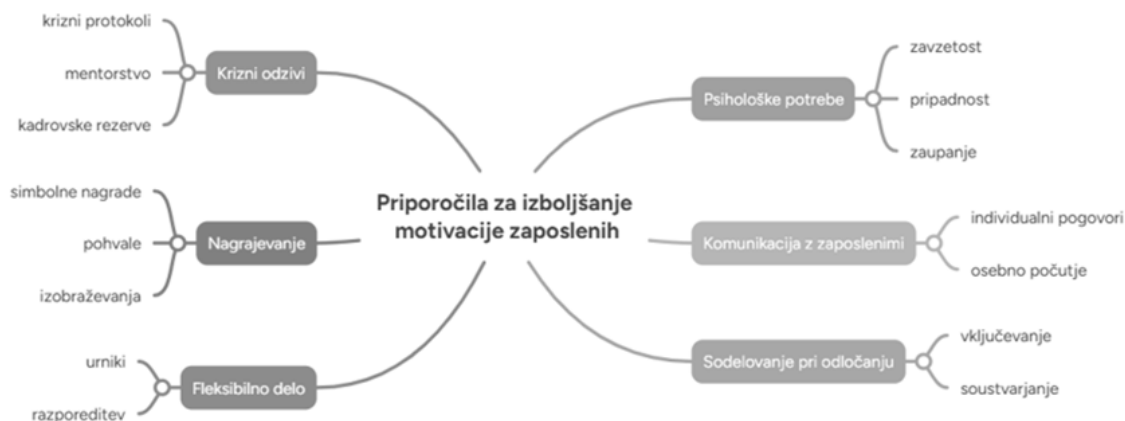 Priporočila za izboljšanje
motivacije zaposlenih
Krizni odzivi
krizni protokoli
mentorstvo
kadrovske rezerve
Nagrajevanje
simbolne nagrade
pohvale
izobraževanja
Fleksibilno delo
urniki
razporeditev
Psihološke potrebe
zavzetost
pripadnost
zaupanje
Komunikacija z zaposlenimi
individualni pogovori
osebno počutje
Sodelovanje pri odločanju
vključevanje
soustvarjanje